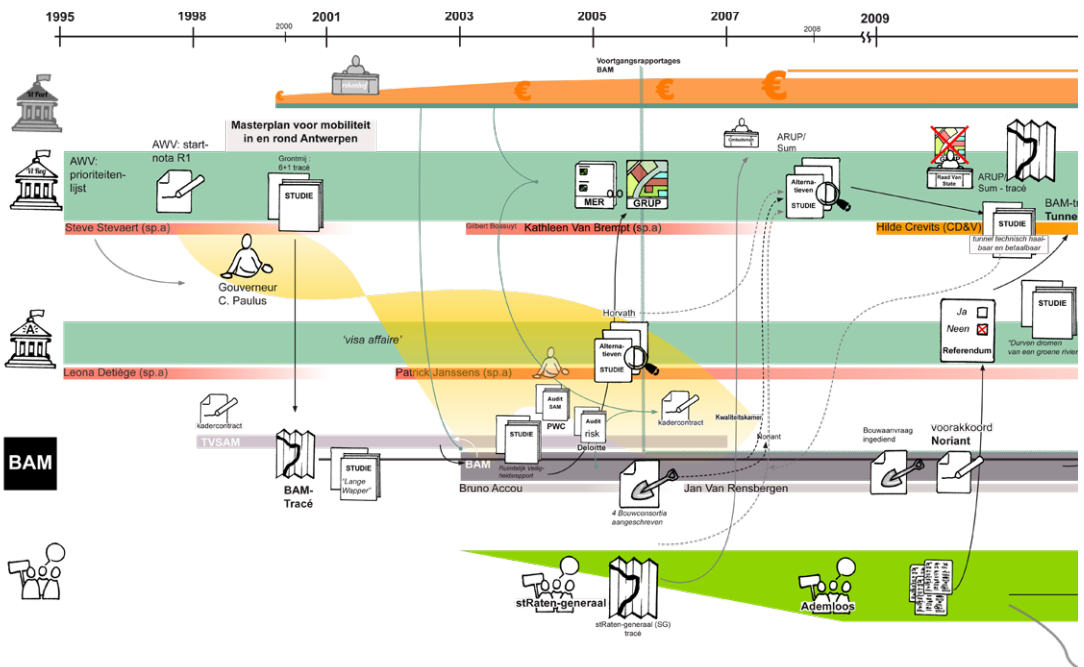 1995
1998
2000
2001
2003
2005
2007
2008
2009
Voortgangsrapportages
BAM
€
€
€
€
Vl Reg
Masterplan voor mobiliteit
in en rond Antwerpen
AWV:
prioriteiten-
lijst
AWV: start-
nota R1
Grontmij :
6+1 tracé
STUDIE
MER
GRUP
Ombudsman
ARUP/
Sum
Alterna-
tieven
STUDIE
Raad Van
State
ARUP/
Sum - tracé
STUDIE
tunnel technisch haal-
baar en betaalbaar
BAM-tr
Tunne
Steve Stevaert (sp.a)
Gilbert Bossuyt
Kathleen Van Brempt (sp.a)
Hilde Crevits (CD&V)
Gouverneur
C. Paulus
A
'visa affaire'
Horvath
Alterna-
tieven
STUDIE
Ja
Neen
Referendum
STUDIE
"Durven dromen
van een groene rivier
Leona Detiège (sp.a)
Patrick Janssens (sp.a)
kadercontract
Audit
SAM
PWC
Audit
risk
Deloitte
kadercontract
Kwaliteitskamer
Noriant
TVSAM
STUDIE
Ruimtelijk Veilig-
heidsrapport
BAM
BAM
BAM-
Tracé
STUDIE
"Lange
Wapper"
Bruno Accou
4 Bouwconsortia
aangeschreven
Jan Van Rensbergen
Bouwaanvraag
ingediend
voorakkoord
Noriant
stRaten-generaal
stRaten-generaal (SG)
tracé
Ademloos